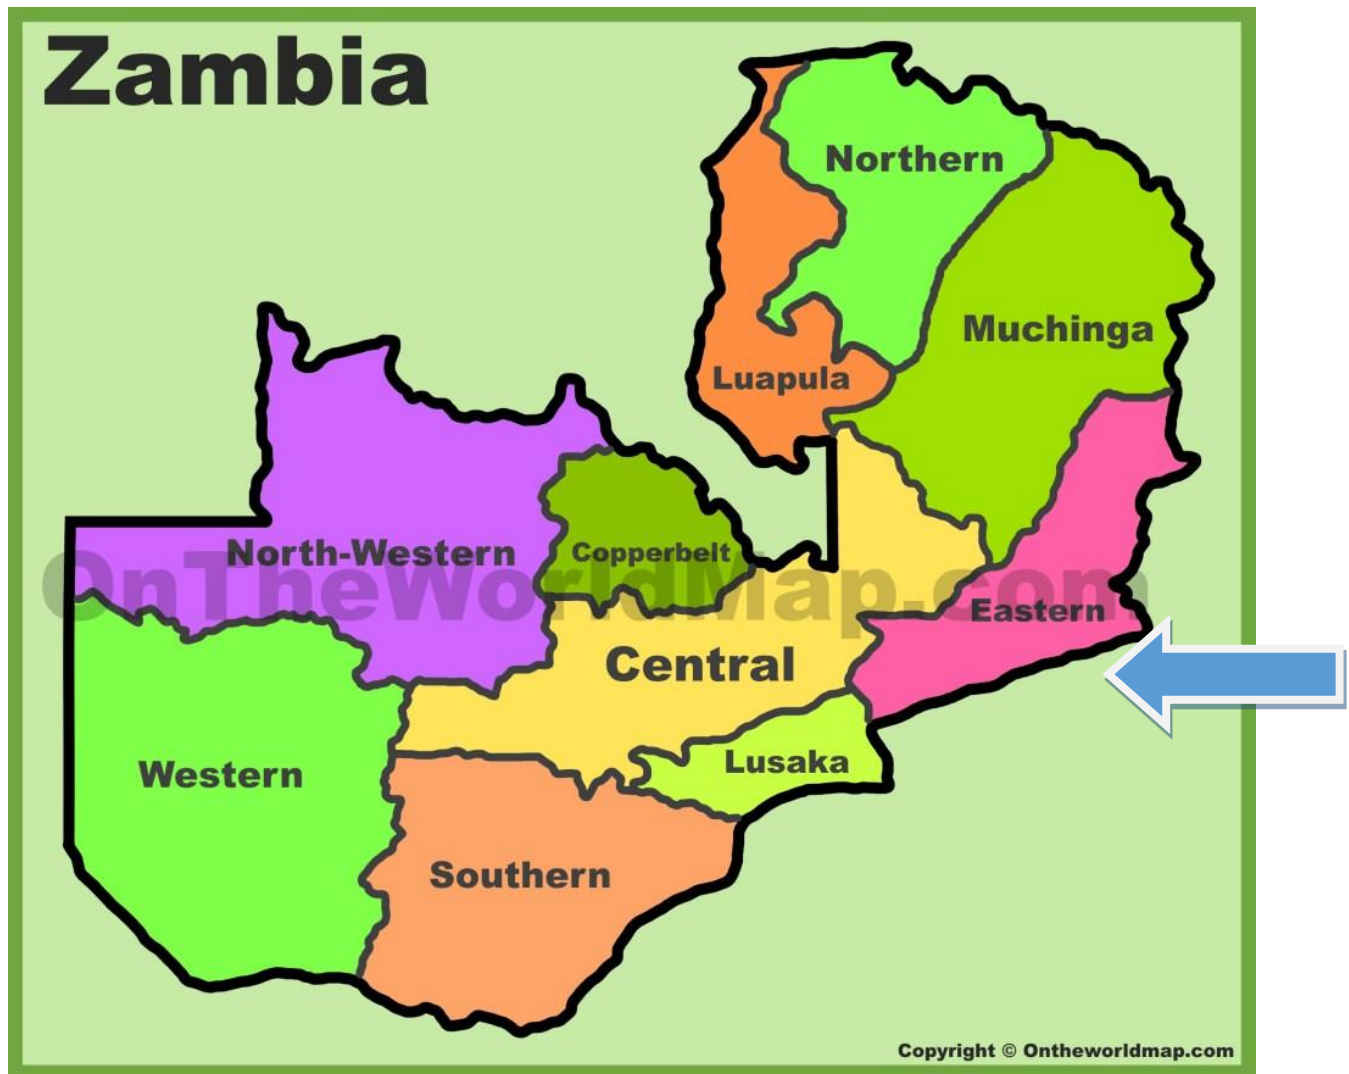 Zambia
Northern
Muchinga
Luapula
North-Western
Copperbelt
OnTheWorldMap.com
Eastern
Central
Lusaka
Western
Southern
Copyright © Ontheworldmap.com